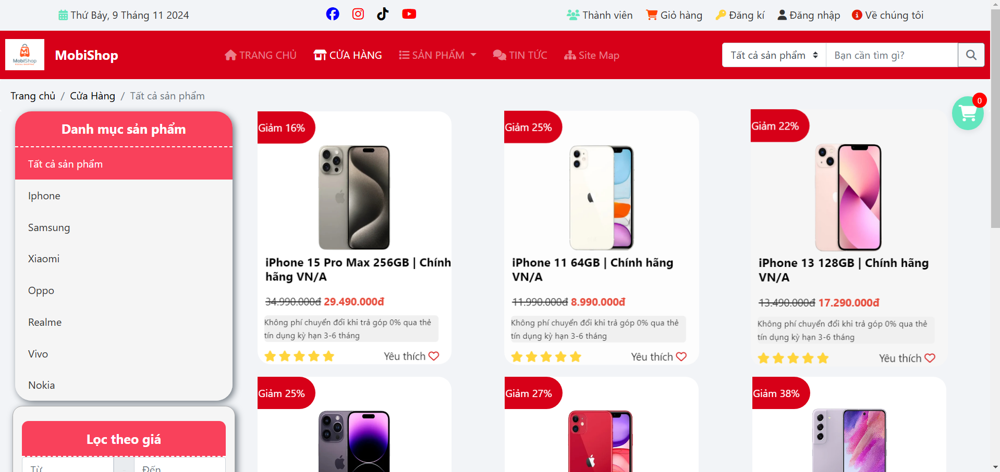 Thứ Bảy, 9 Tháng 11 2024
Thành viên
Giỏ hàng
Đăng kí
Đăng nhập
Về chúng tôi
MobiShop
MobiShop
TRANG CHỦ
CỬA HÀNG
SẢN PHẨM
TIN TỨC
Site Map
Tất cả sản phẩm
Bạn cần tìm gì?
Trang chủ / Cửa Hàng / Tất cả sản phẩm
0
Danh mục sản phẩm
Tất cả sản phẩm
Iphone
Samsung
Xiaomi
Oppo
Realme
Vivo
Nokia
Lọc theo giá
Từ
-
Đến
Giảm 16%
iPhone 15 Pro Max 256GB | Chính
hãng VN/A
34.990.000đ 29.490.000đ
Không phí chuyển đổi khi trả góp 0% qua thẻ
tín dụng kỳ hạn 3-6 tháng
Yêu thích
Giảm 25%
iPhone 11 64GB | Chính hãng
VN/A
11.990.000đ 8.990.000đ
Không phí chuyển đổi khi trả góp 0% qua thẻ
tín dụng kỳ hạn 3-6 tháng
Yêu thích
Giảm 22%
iPhone 13 128GB | Chính hãng
VN/A
13.490.000đ 17.290.000đ
Không phí chuyển đổi khi trả góp 0% qua thẻ
tín dụng kỳ hạn 3-6 tháng
Yêu thích
Giảm 25%
Giảm 27%
Giảm 38%